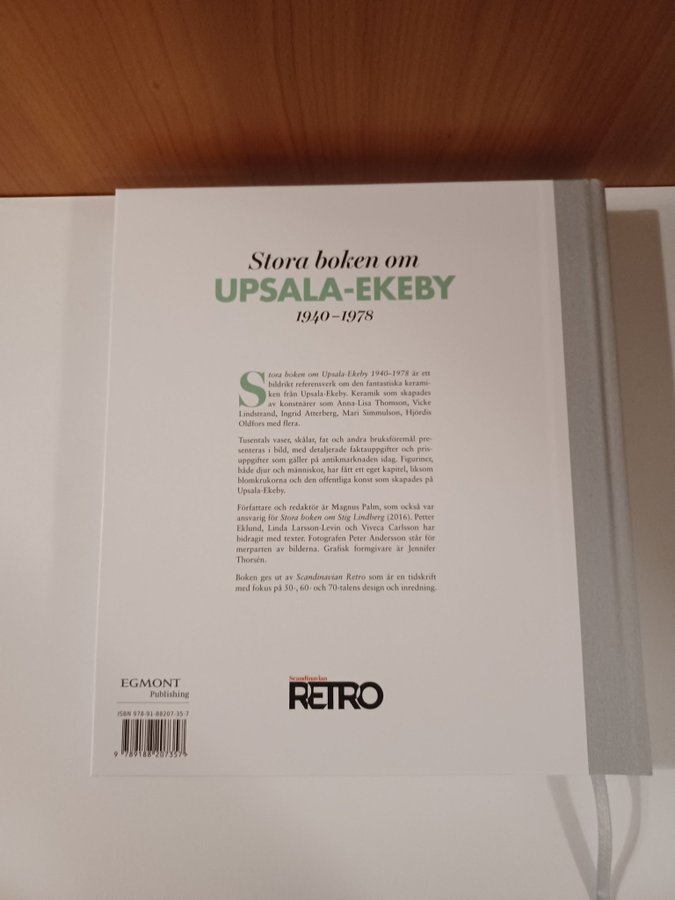 Stora boken om
UPSALA-EKEBY
1940–1978
Stora boken om Upsala-Ekeby 1940–1978 är ett
bildrikt referensverk om den fantastiska kerami-
ken från Upsala-Ekeby. Keramik som skapades
av konstnärer som Anna-Lisa Thomson, Vicke
Lindstrand, Ingrid Atterberg, Mari Simmulson, Hjördis
Oldfors med flera.
Tusentals vaser, skålar, fat och andra bruksföremål pre-
senteras i bild, med detaljerade faktauppgifter och pris-
uppgifter som gäller på antikmarknaden idag. Figuriner,
både djur och människor, har fått ett eget kapitel, liksom
blomkrukorna och den offentliga konst som skapades på
Upsala-Ekeby.
Författare och redaktör är Magnus Palm, som också var
ansvarig för Stora boken om Stig Lindberg (2016). Petter
Eklund, Linda Larsson-Levin och Viveca Carlsson har
bidragit med texter. Fotografen Peter Andersson står för
merparten av bilderna. Grafisk formgivare är Jennifer
Thorsén.
Boken ges ut av Scandinavian Retro som är en tidskrift
med fokus på 50-, 60- och 70-talens design och inredning.
EGMONT
Publishing
Scandinavian
RETRO
ISBN 978-91-88207-35-7
9 789188 207357